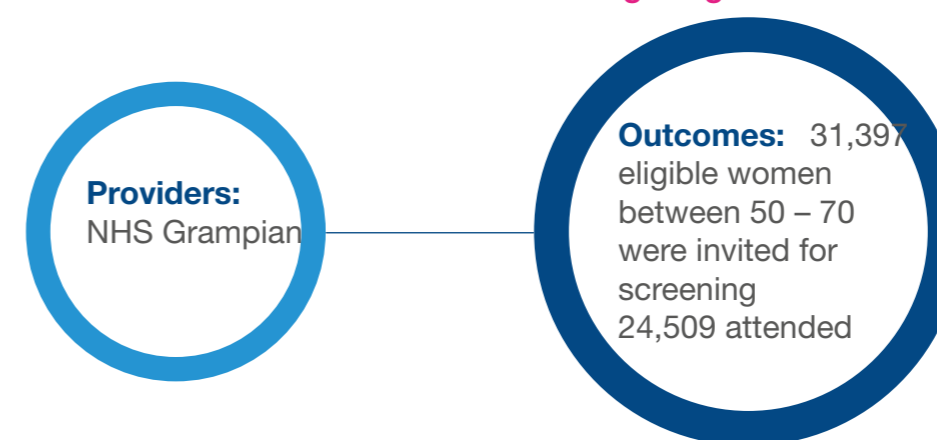 Providers:
NHS Grampian
Outcomes: 31,397
eligible women
between 50 – 70
were invited for
screening
24,509 attended